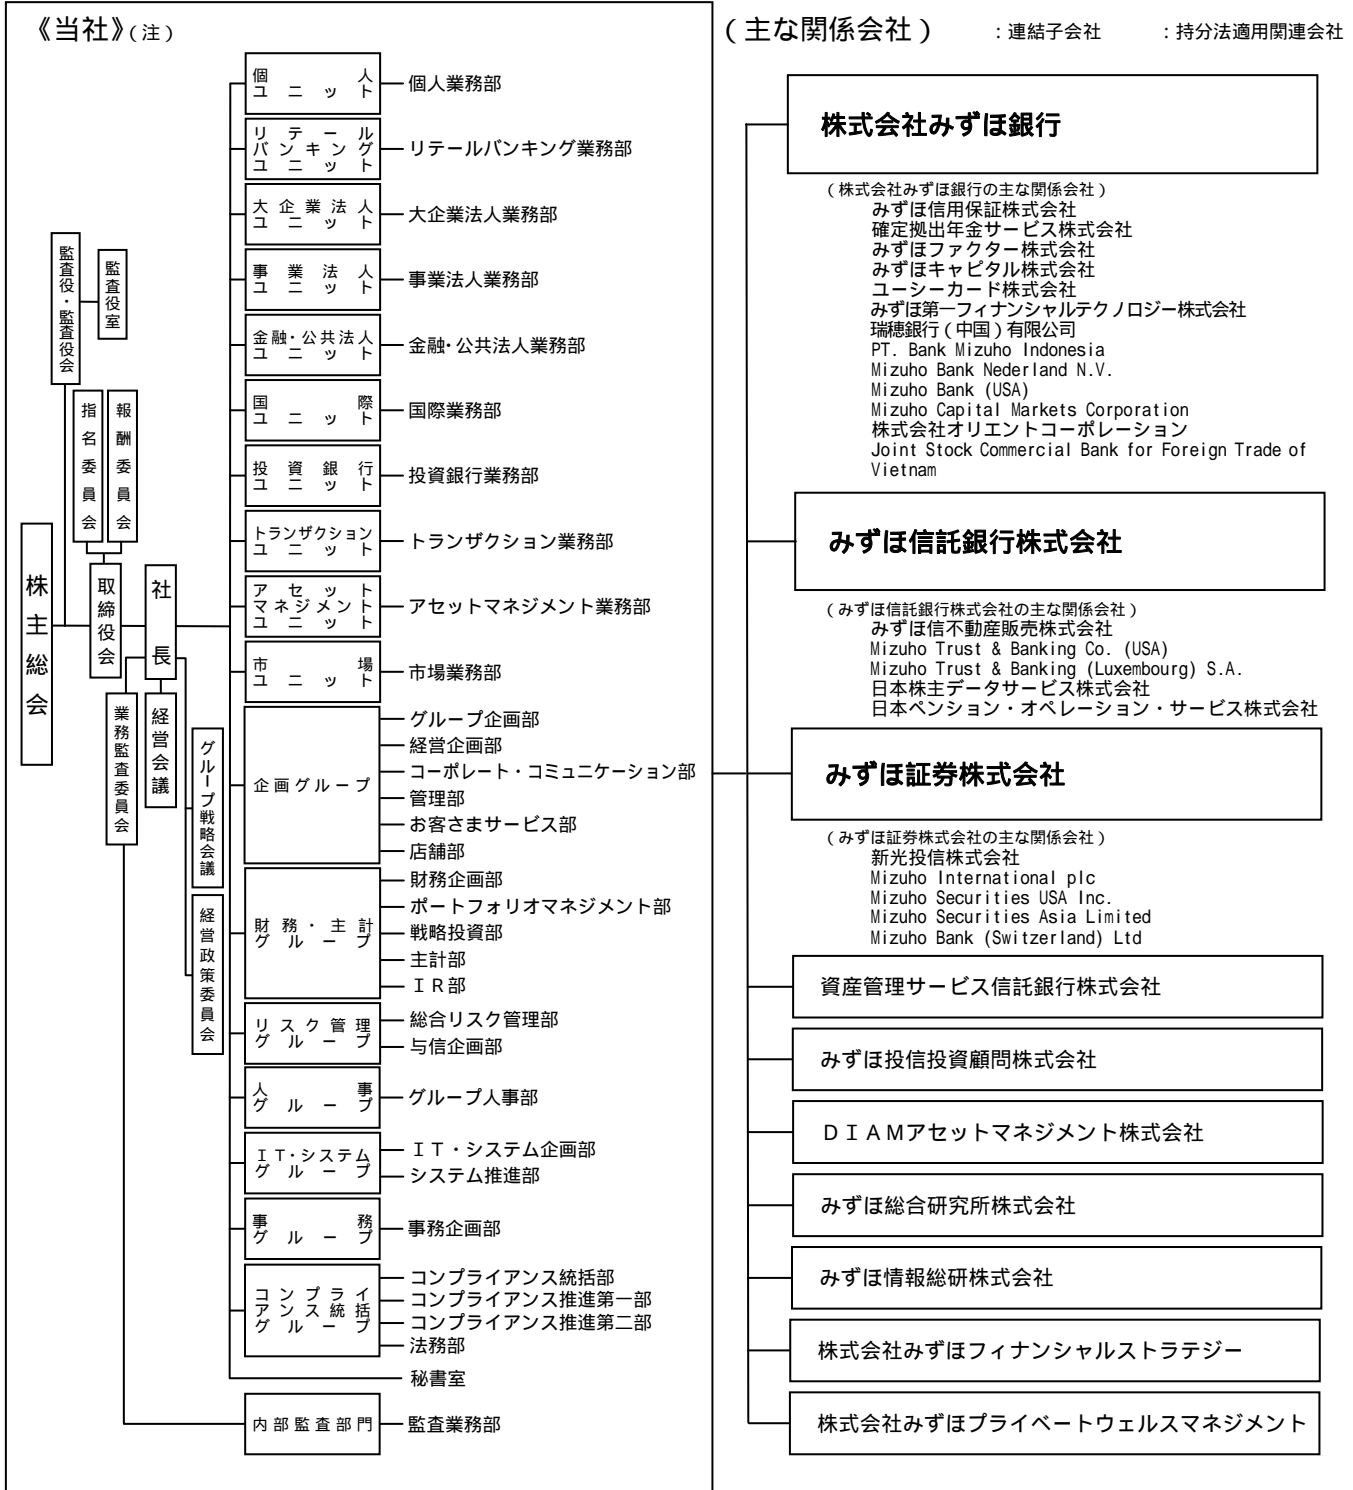 《当社》(注)
株主総会
監査役・監査役会
監査役室
指名委員会
報酬委員会
取締役会
社長
業務監査委員会
経営会議
グループ戦略会議
経営政策委員会
個人
ユニット
個人業務部
リテール
バンキング
ユニット
リテールバンキング業務部
大企業法人
ユニット
大企業法人業務部
事業法人
ユニット
事業法人業務部
金融・公共法人
ユニット
金融・公共法人業務部
国際
ユニット
国際業務部
投資銀行
ユニット
投資銀行業務部
トランザクション
ユニット
トランザクション業務部
アセット
マネジメント
ユニット
アセットマネジメント業務部
市場
ユニット
市場業務部
企画グループ
グループ企画部
経営企画部
コーポレート・コミュニケーション部
管理部
お客さまサービス部
店舗部
財務・主計
グループ
財務企画部
ポートフォリオマネジメント部
戦略投資部
主計部
ＩＲ部
リスク管理
グループ
総合リスク管理部
与信企画部
人事
グループ
グループ人事部
ＩＴ・システム
グループ
ＩＴ・システム企画部
システム推進部
事務
グループ
事務企画部
コンプライ
アンス統括
グループ
コンプライアンス統括部
コンプライアンス推進第一部
コンプライアンス推進第二部
法務部
秘書室
内部監査部門
監査業務部
(主な関係会社)
：連結子会社
：持分法適用関連会社
株式会社みずほ銀行
(株式会社みずほ銀行の主な関係会社)
みずほ信用保証株式会社
確定拠出年金サービス株式会社
みずほファクター株式会社
みずほキャピタル株式会社
ユーシーカード株式会社
みずほ第一フィナンシャルテクノロジー株式会社
瑞穂銀行（中国）有限公司
PT. Bank Mizuho Indonesia
Mizuho Bank Nederland N.V.
Mizuho Bank (USA)
Mizuho Capital Markets Corporation
株式会社オリエントコーポレーション
Joint Stock Commercial Bank for Foreign Trade of
Vietnam
みずほ信託銀行株式会社
(みずほ信託銀行株式会社の主な関係会社)
みずほ信不動産販売株式会社
Mizuho Trust & Banking Co. (USA)
Mizuho Trust & Banking (Luxembourg) S.A.
日本株主データサービス株式会社
日本ペンション・オペレーション・サービス株式会社
みずほ証券株式会社
(みずほ証券株式会社の主な関係会社)
新光投信株式会社
Mizuho International plc
Mizuho Securities USA Inc.
Mizuho Securities Asia Limited
Mizuho Bank (Switzerland) Ltd
資産管理サービス信託銀行株式会社
みずほ投信投資顧問株式会社
ＤＩＡＭアセットマネジメント株式会社
みずほ総合研究所株式会社
みずほ情報総研株式会社
株式会社みずほフィナンシャルストラテジー
株式会社みずほプライベートウェルスマネジメント